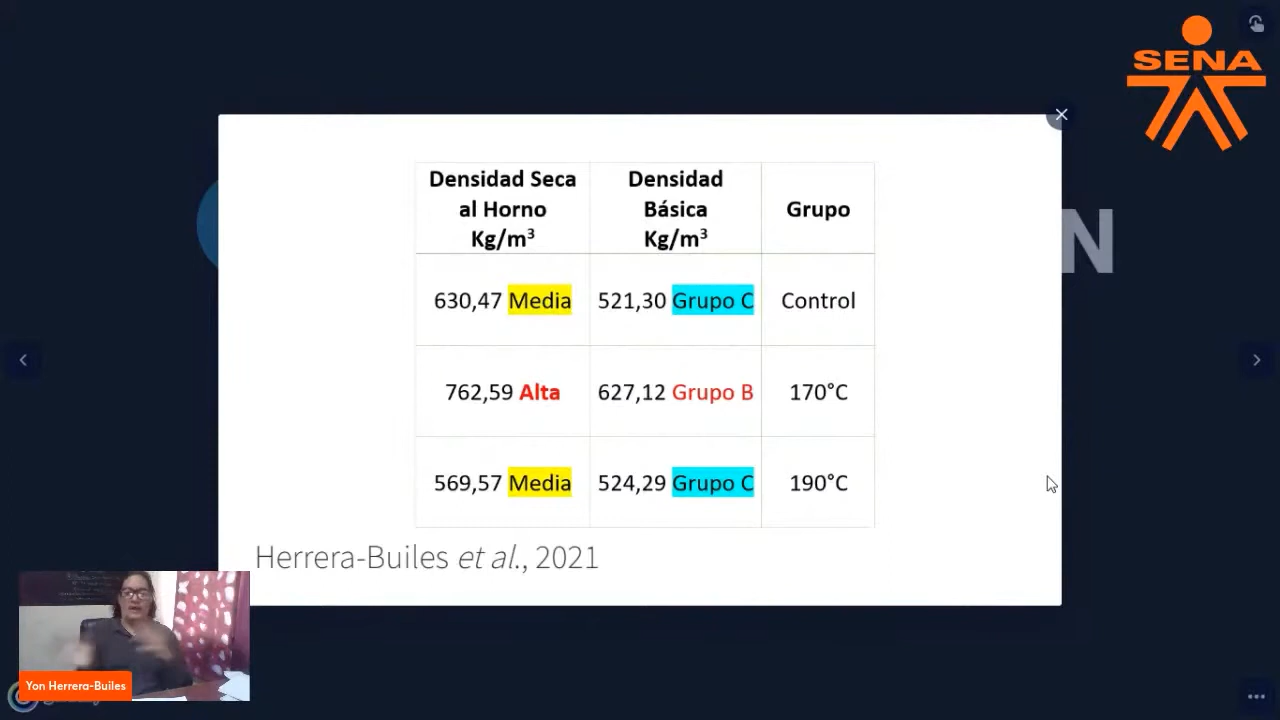 SENA
N
Densidad Seca
al Horno
Kg/m³
Densidad
Básica
Kg/m³
Grupo
630,47 Media
521,30 Grupo C
Control
762,59 Alta
627,12 Grupo B
170°C
569,57 Media
524,29 Grupo C
190°C
Herrera-Builes et al., 2021
Yon Herrera-Builes